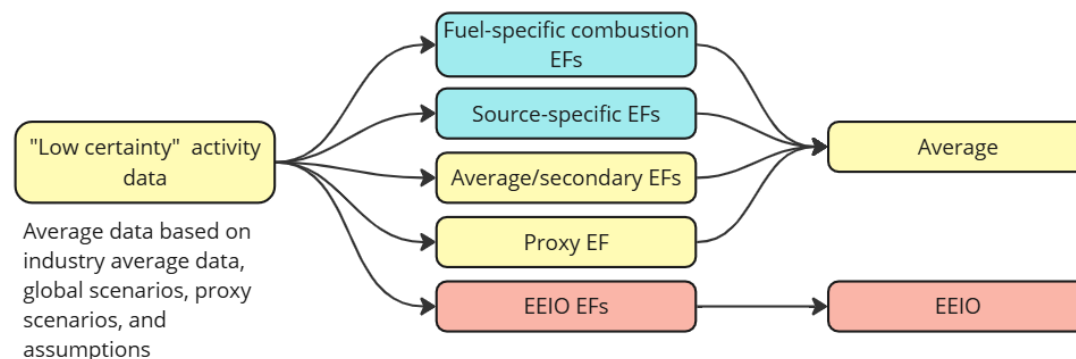 Fuel-specific combustion
EFs
Source-specific EFs
"Low certainty" activity
data
Average
Average/secondary EFs
Average data based on
industry average data,
global scenarios, proxy
scenarios, and
assumptions
Proxy EF
EEIO EFs
EEIO